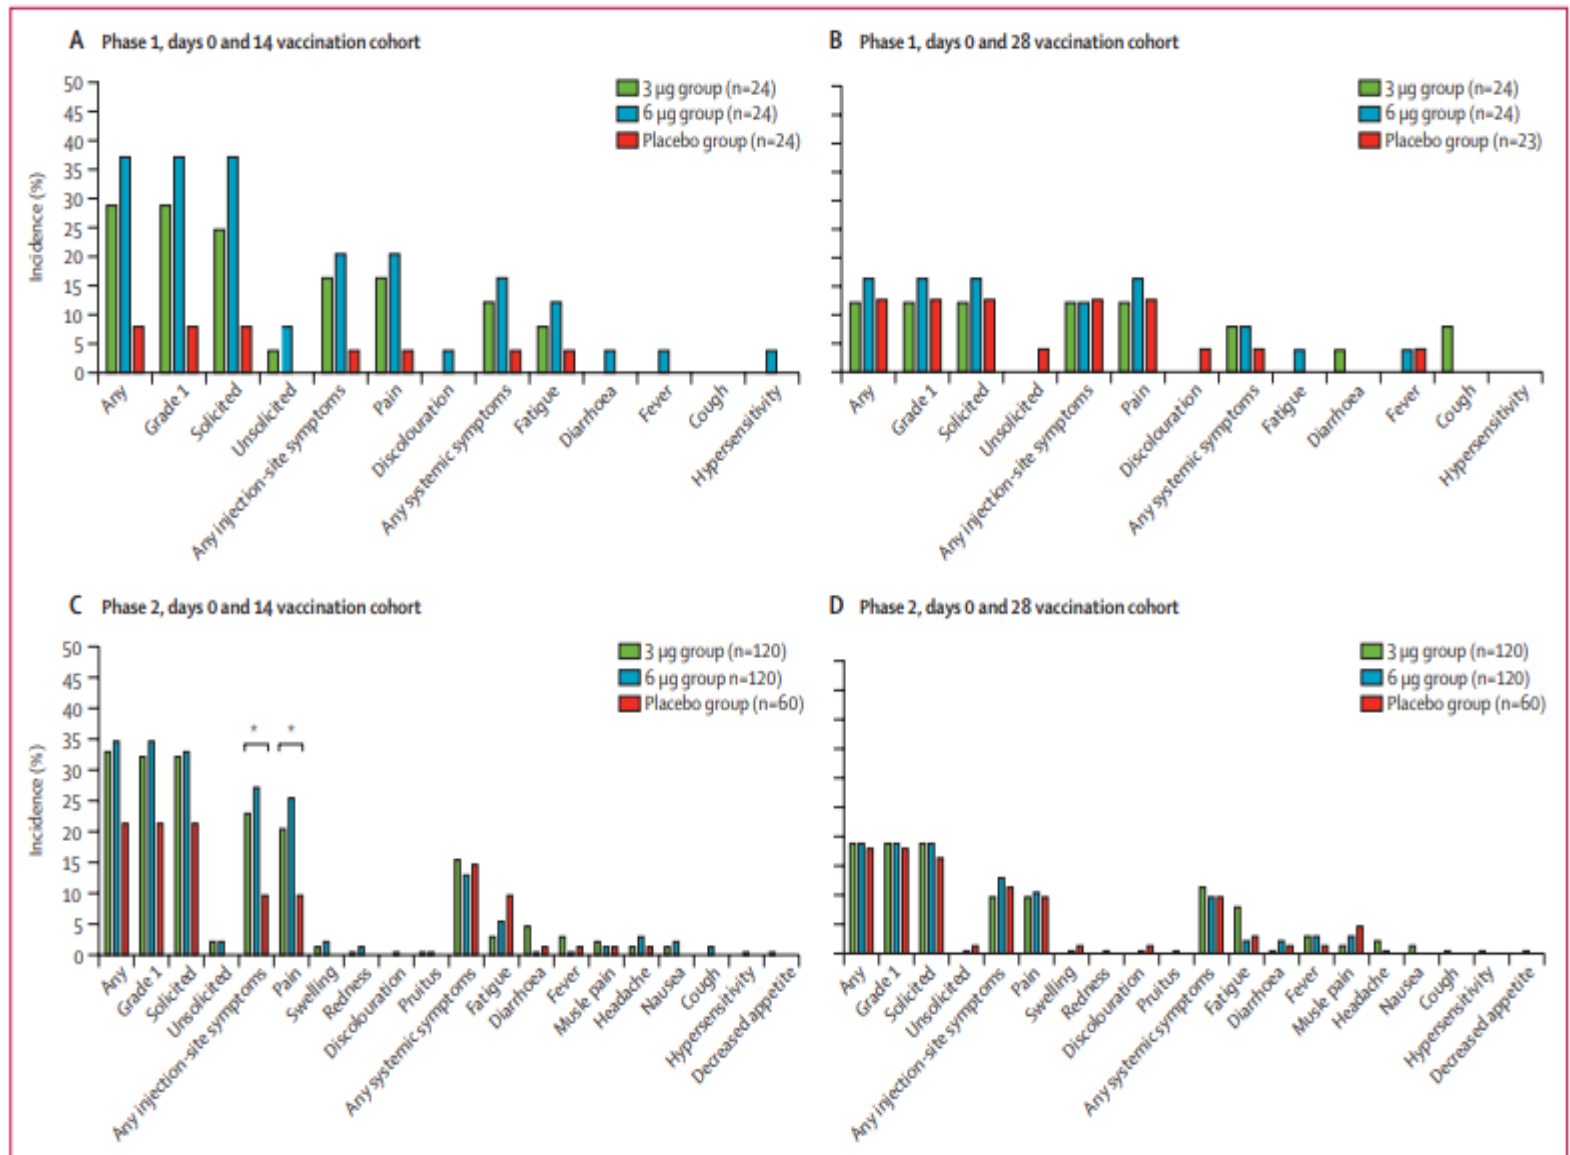 A Phase 1, days 0 and 14 vaccination cohort
50
45
40
35
30
25
20
15
10
5
0
Incidence (%)
3 µg group (n=24)
6 µg group (n=24)
Placebo group (n=24)
Any
Grade 1
Solicited
Unsolicited
Any injection-site symptoms
Pain
Discolouration
Any systemic symptoms
Fatigue
Diarrhoea
Fever
Cough
Hypersensitivity
B Phase 1, days 0 and 28 vaccination cohort
3 µg group (n=24)
6 µg group (n=24)
Placebo group (n=23)
Any
Grade 1
Solicited
Unsolicited
Any injection-site symptoms
Pain
Discolouration
Any systemic symptoms
Fatigue
Diarrhoea
Fever
Cough
Hypersensitivity
C Phase 2, days 0 and 14 vaccination cohort
50
45
40
35
30
25
20
15
10
5
0
Incidence (%)
3 µg group (n=120)
6 µg group n=120)
Placebo group (n=60)
*
*
Any
Grade 1
Solicited
Unsolicited
Any injection-site symptoms
Pain
Swelling
Redness
Discolouration
Pruitus
Any systemic symptoms
Fatigue
Diarrhoea
Fever
Musle pain
Headache
Nausea
Cough
Hypersensitivity
Decreased appetite
D Phase 2, days 0 and 28 vaccination cohort
3 µg group (n=120)
6 µg group (n=120)
Placebo group (n=60)
Any
Grade 1
Solicited
Unsolicited
Any injection-site symptoms
Pain
Swelling
Redness
Discolouration
Pruitus
Any systemic symptoms
Fatigue
Diarrhoea
Fever
Musle pain
Headache
Nausea
Cough
Hypersensitivity
Decreased appetite